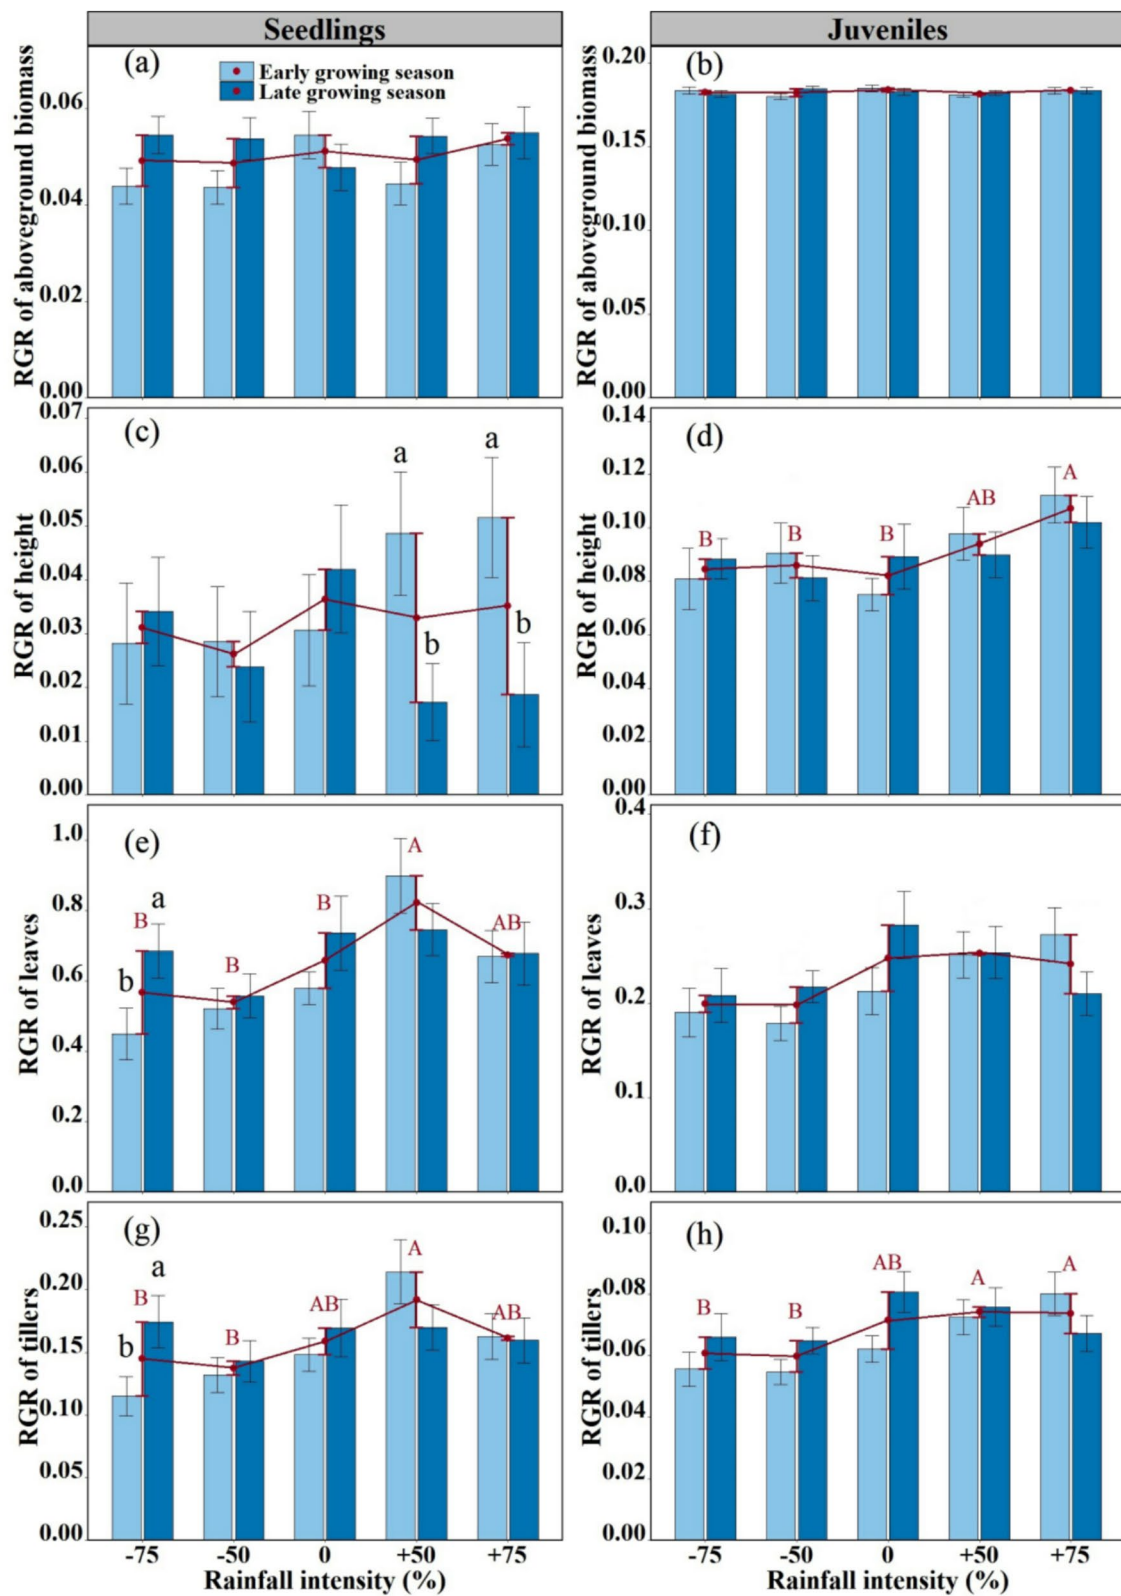 Seedlings
Juveniles
(a)
Early growing season
Late growing season
RGR of aboveground biomass
0.06
0.04
0.02
0.00
(b)
RGR of aboveground biomass
0.20
0.15
0.10
0.05
0.00
(c)
RGR of height
0.07
0.06
0.05
0.04
0.03
0.02
0.01
0.00
a
a
b
b
(d)
RGR of height
0.14
0.12
0.10
0.08
0.06
0.04
0.02
0.00
B
B
B
AB
A
(e)
RGR of leaves
1.0
0.8
0.6
0.4
0.2
0.0
b
B
a
B
B
A
AB
(f)
RGR of leaves
0.4
0.3
0.2
0.1
0.0
(g)
RGR of tillers
0.25
0.20
0.15
0.10
0.05
0.00
b
B
a
B
AB
A
AB
-75
-50
0
+50
+75
Rainfall intensity (%)
(h)
RGR of tillers
0.10
0.08
0.06
0.04
0.02
0.00
B
B
AB
A
A
-75
-50
0
+50
+75
Rainfall intensity (%)